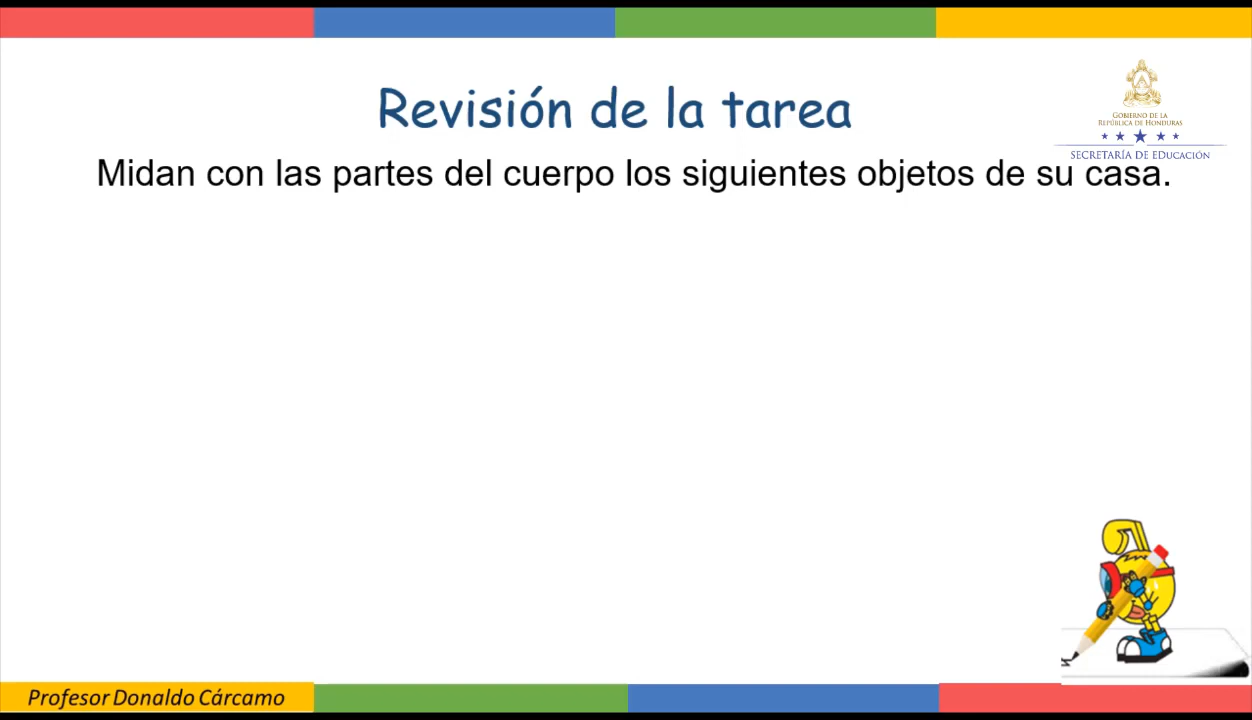 Revisión de la tarea
GOBIERNO DE LA
REPÚBLICA DE HONDURAS
SECRETARÍA DE EDUCACIÓN
Midan con las partes del cuerpo los siguientes objetos de su casa.
Profesor Donaldo Cárcamo